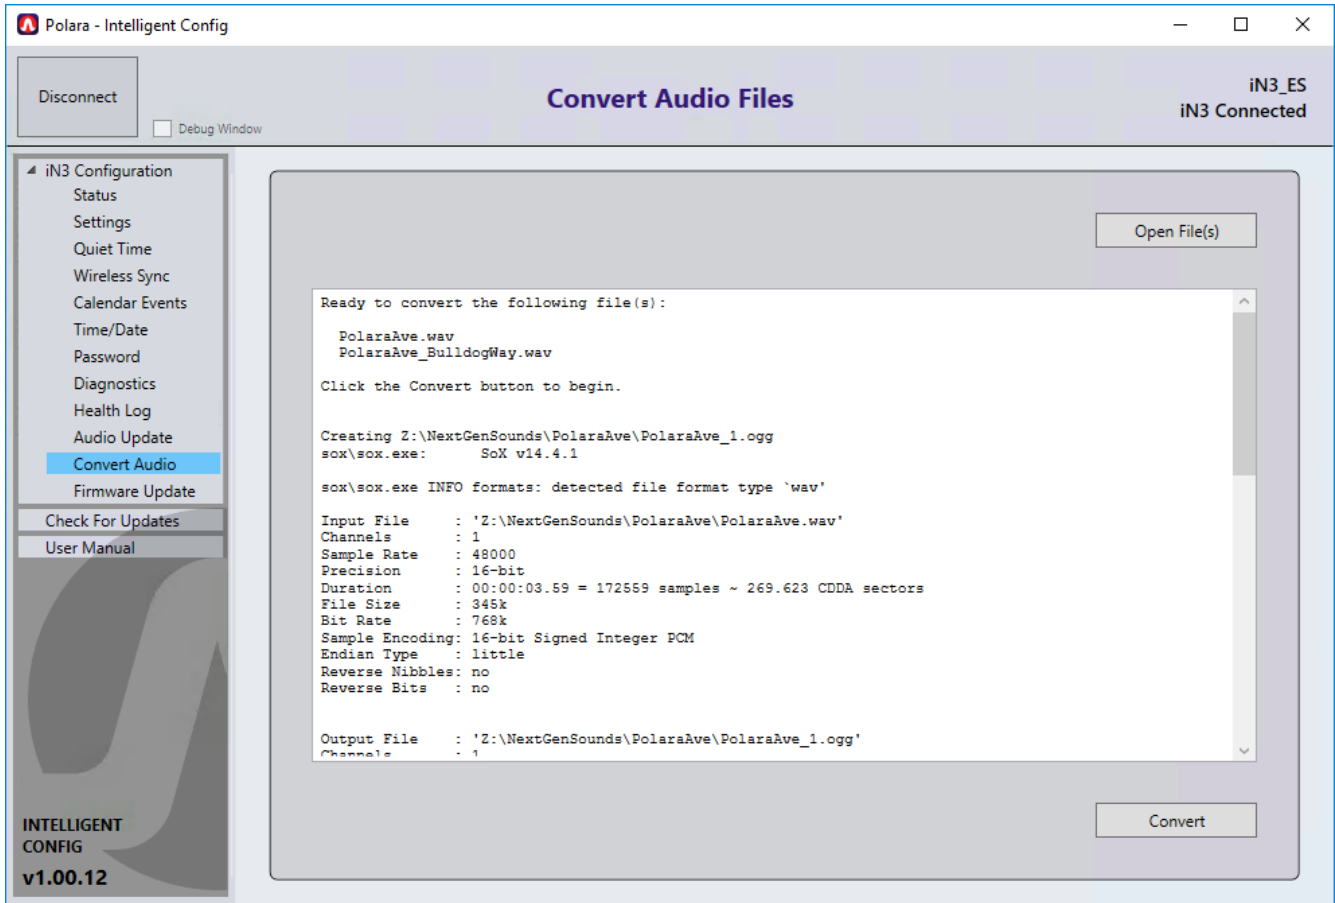 Polara - Intelligent Config
Disconnect
Debug Window
Convert Audio Files
iN3_ES
iN3 Connected
iN3 Configuration
Status
Settings
Quiet Time
Wireless Sync
Calendar Events
Time/Date
Password
Diagnostics
Health Log
Audio Update
Convert Audio
Firmware Update
Check For Updates
User Manual
INTELLIGENT
CONFIG
v1.00.12
Open File(s)
Ready to convert the following file(s):
PolaraAve.wav
PolaraAve_BulldogWay.wav
Click the Convert button to begin.
Creating Z:\NextGenSounds\PolaraAve\PolaraAve_1.ogg
sox\sox.exe:      SoX v14.4.1
sox\sox.exe INFO formats: detected file format type `wav'
Input File     : 'Z:\NextGenSounds\PolaraAve\PolaraAve.wav'
Channels       : 1
Sample Rate    : 48000
Precision      : 16-bit
Duration       : 00:00:03.59 = 172559 samples ~ 269.623 CDDA sectors
File Size      : 345k
Bit Rate       : 768k
Sample Encoding: 16-bit Signed Integer PCM
Endian Type    : little
Reverse Nibbles: no
Reverse Bits   : no
Output File    : 'Z:\NextGenSounds\PolaraAve\PolaraAve_1.ogg'
Channels       : 1
Convert